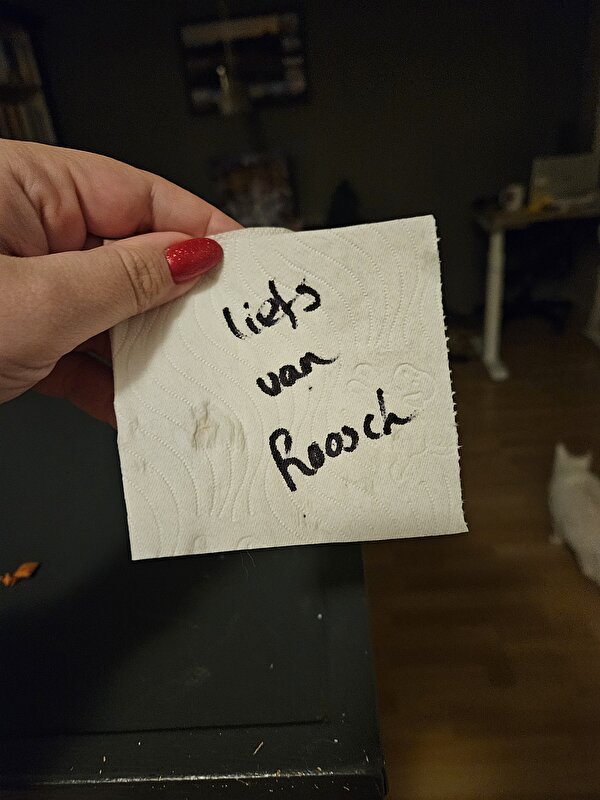 liefs
van
Roosch